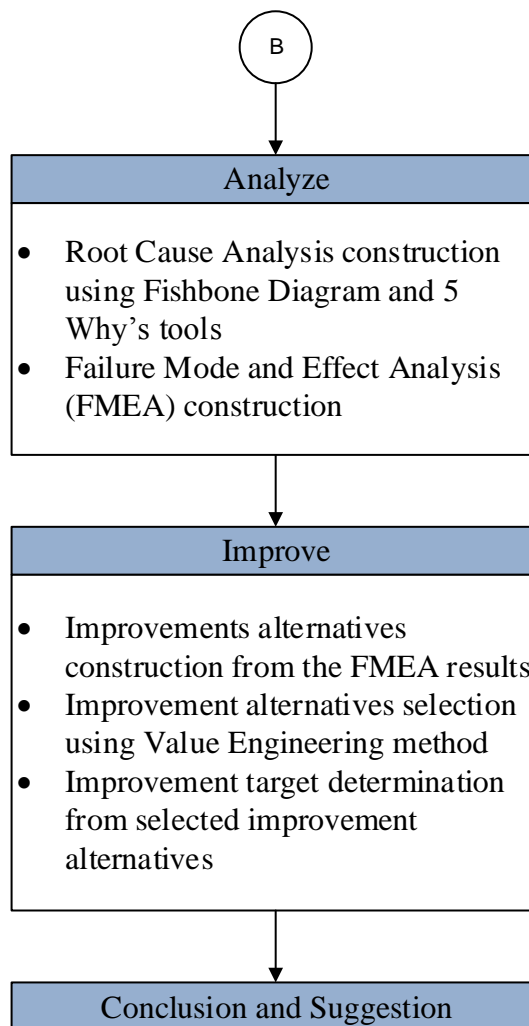 B
Analyze
• Root Cause Analysis construction
using Fishbone Diagram and 5
Why’s tools
• Failure Mode and Effect Analysis
(FMEA) construction
Improve
• Improvements alternatives
construction from the FMEA results
• Improvement alternatives selection
using Value Engineering method
• Improvement target determination
from selected improvement
alternatives
Conclusion and Suggestion